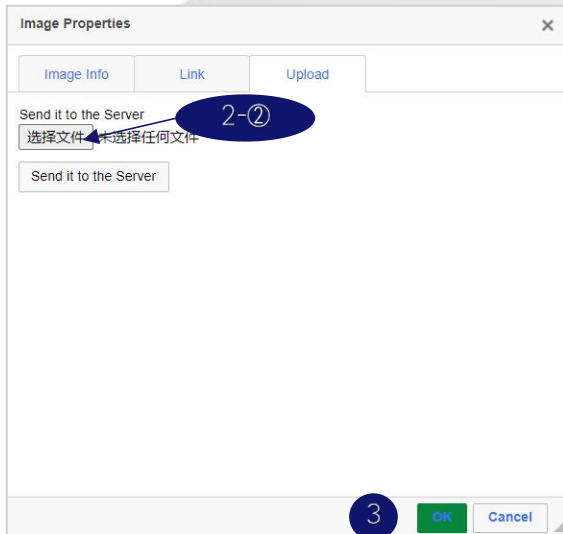 Image Properties
Image Info Link Upload
Send it to the Server
2-②
选择文件 未选择任何文件
Send it to the Server
3
OK Cancel